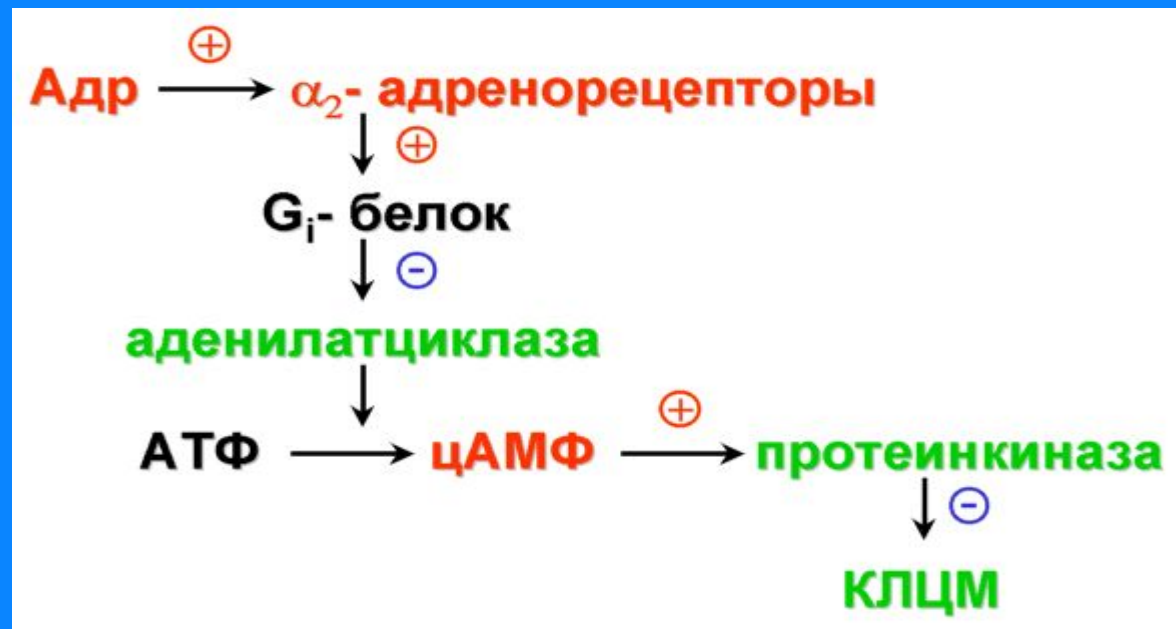 ⊕
Адр → α₂- адренорецепторы
⊕
Gᵢ- белок
⊖
аденилатциклаза
⊕
АТФ → цАМФ → протеинкиназа
⊖
КЛЦМ